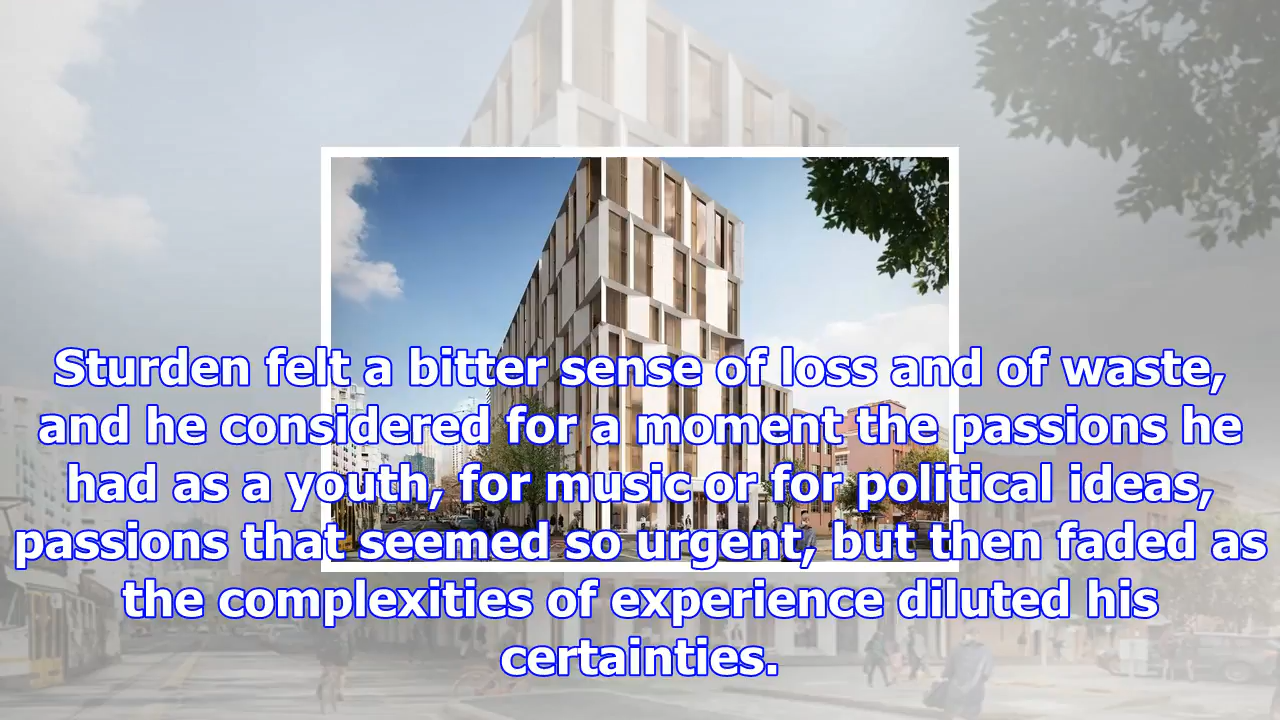 Sturden felt a bitter sense of loss and of waste,
and he considered for a moment the passions he
had as a youth, for music or for political ideas,
passions that seemed so urgent, but then faded as
the complexities of experience diluted his
certainties.